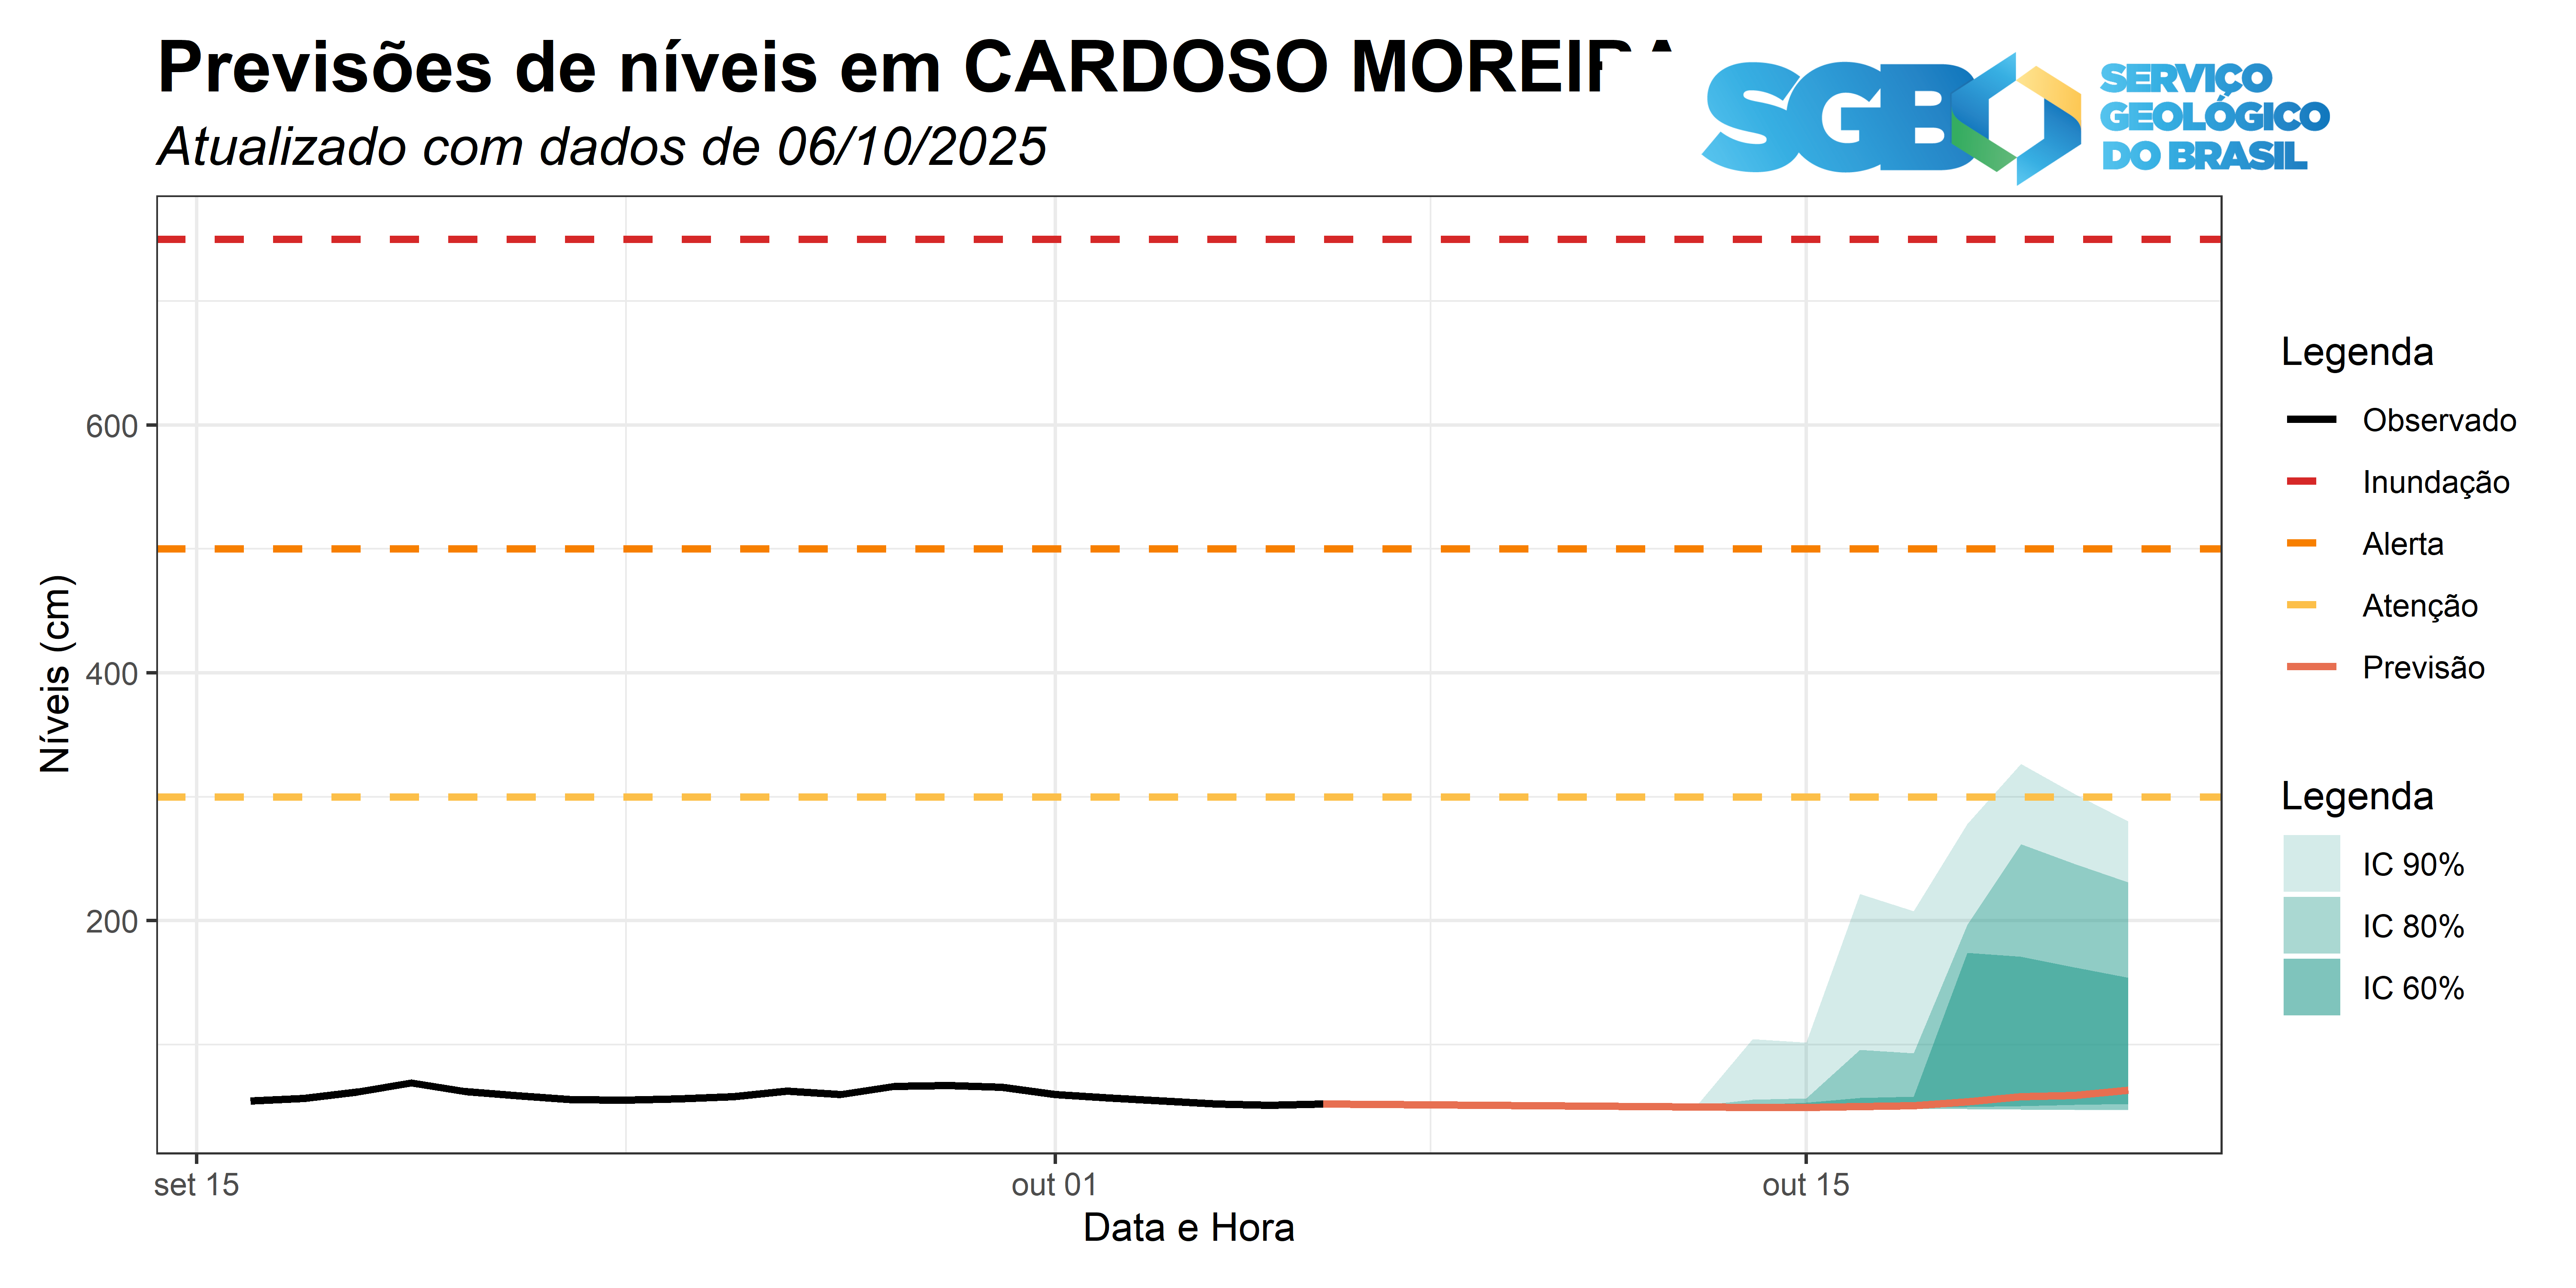 Previsões de níveis em CARDOSO MOREIRA
Atualizado com dados de 06/10/2025
SGB
SERVIÇO
GEOLÓGICO
DO BRASIL
Níveis (cm)
600
400
200
set 15
out 01
out 15
Data e Hora
Legenda
Observado
Inundação
Alerta
Atenção
Previsão
Legenda
IC 90%
IC 80%
IC 60%